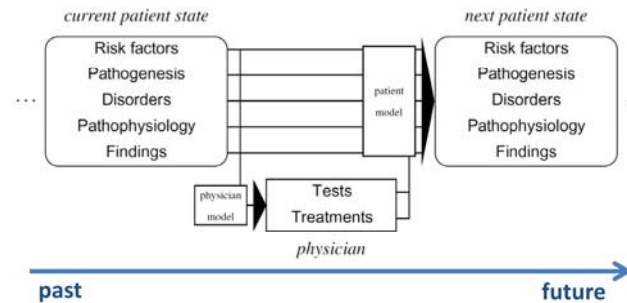 current patient state
next patient state
Risk factors
Pathogenesis
Disorders
Pathophysiology
Findings
patient
model
Risk factors
Pathogenesis
Disorders
Pathophysiology
Findings
...
physician
model
Tests
Treatments
physician
past
future